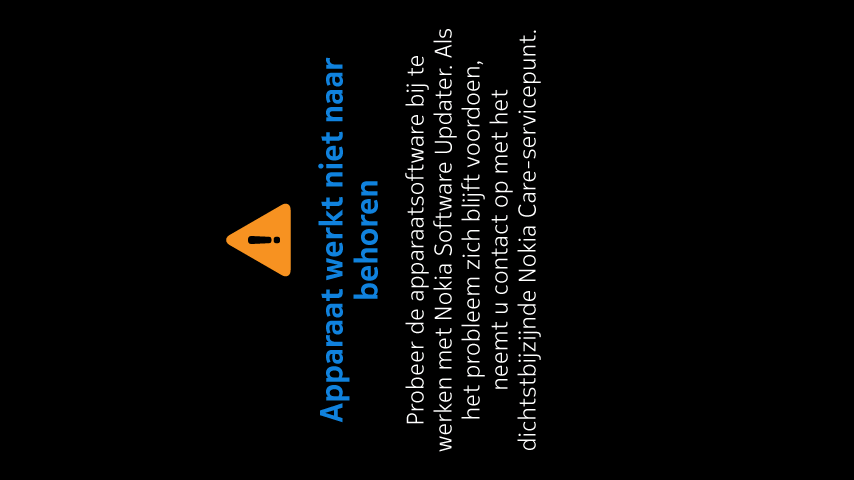 Apparaat werkt niet naar
behoren
Probeer de apparaatsoftware bij te
werken met Nokia Software Updater. Als
het probleem zich blijft voordoen,
neemt u contact op met het
dichtstbijzijnde Nokia Care-servicepunt.